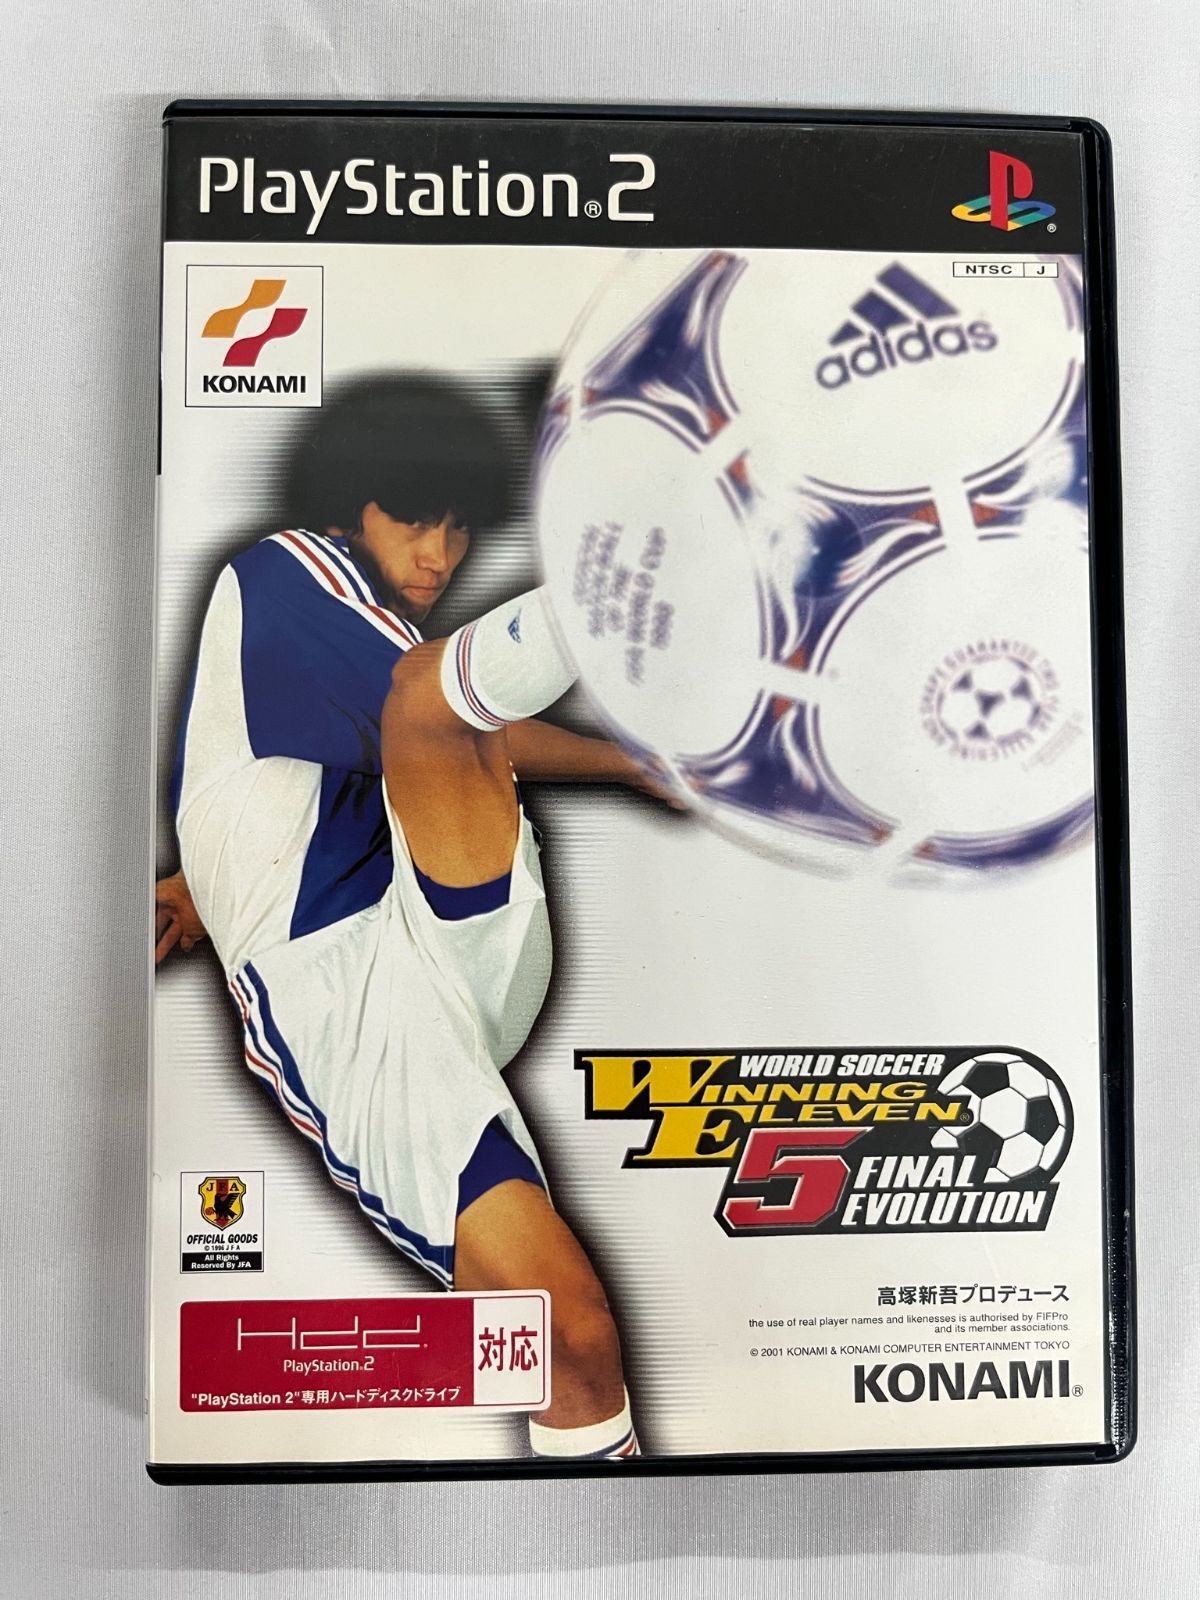 PlayStation®2
NTSC J
KONAMI
adidas
WORLD SOCCER
WINNING
ELEVEN®
5 FINAL
EVOLUTION
JFA
OFFICIAL GOODS
© 1996 J F A
All Rights
Reserved By JFA
高塚新吾プロデュース
the use of real player names and likenesses is authorised by FIFPro
and its member associations.
© 2001 KONAMI & KONAMI COMPUTER ENTERTAINMENT TOKYO
KONAMI®
Hdd.
PlayStation.2
対応
"PlayStation 2"専用ハードディスクドライブ